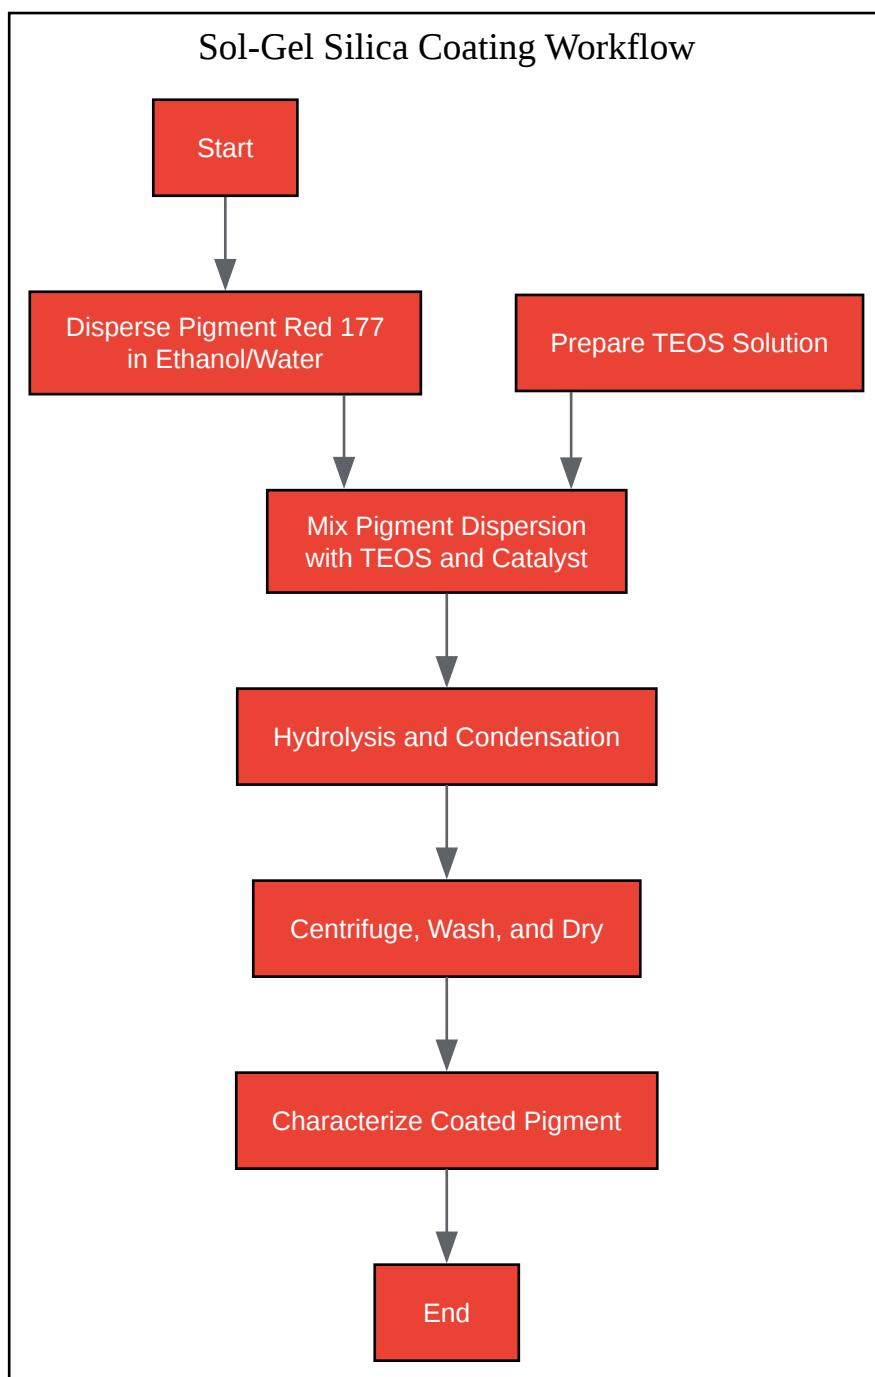 Sol-Gel Silica Coating Workflow
Start
Disperse Pigment Red 177
in Ethanol/Water
Prepare TEOS Solution
Mix Pigment Dispersion
with TEOS and Catalyst
Hydrolysis and Condensation
Centrifuge, Wash, and Dry
Characterize Coated Pigment
End